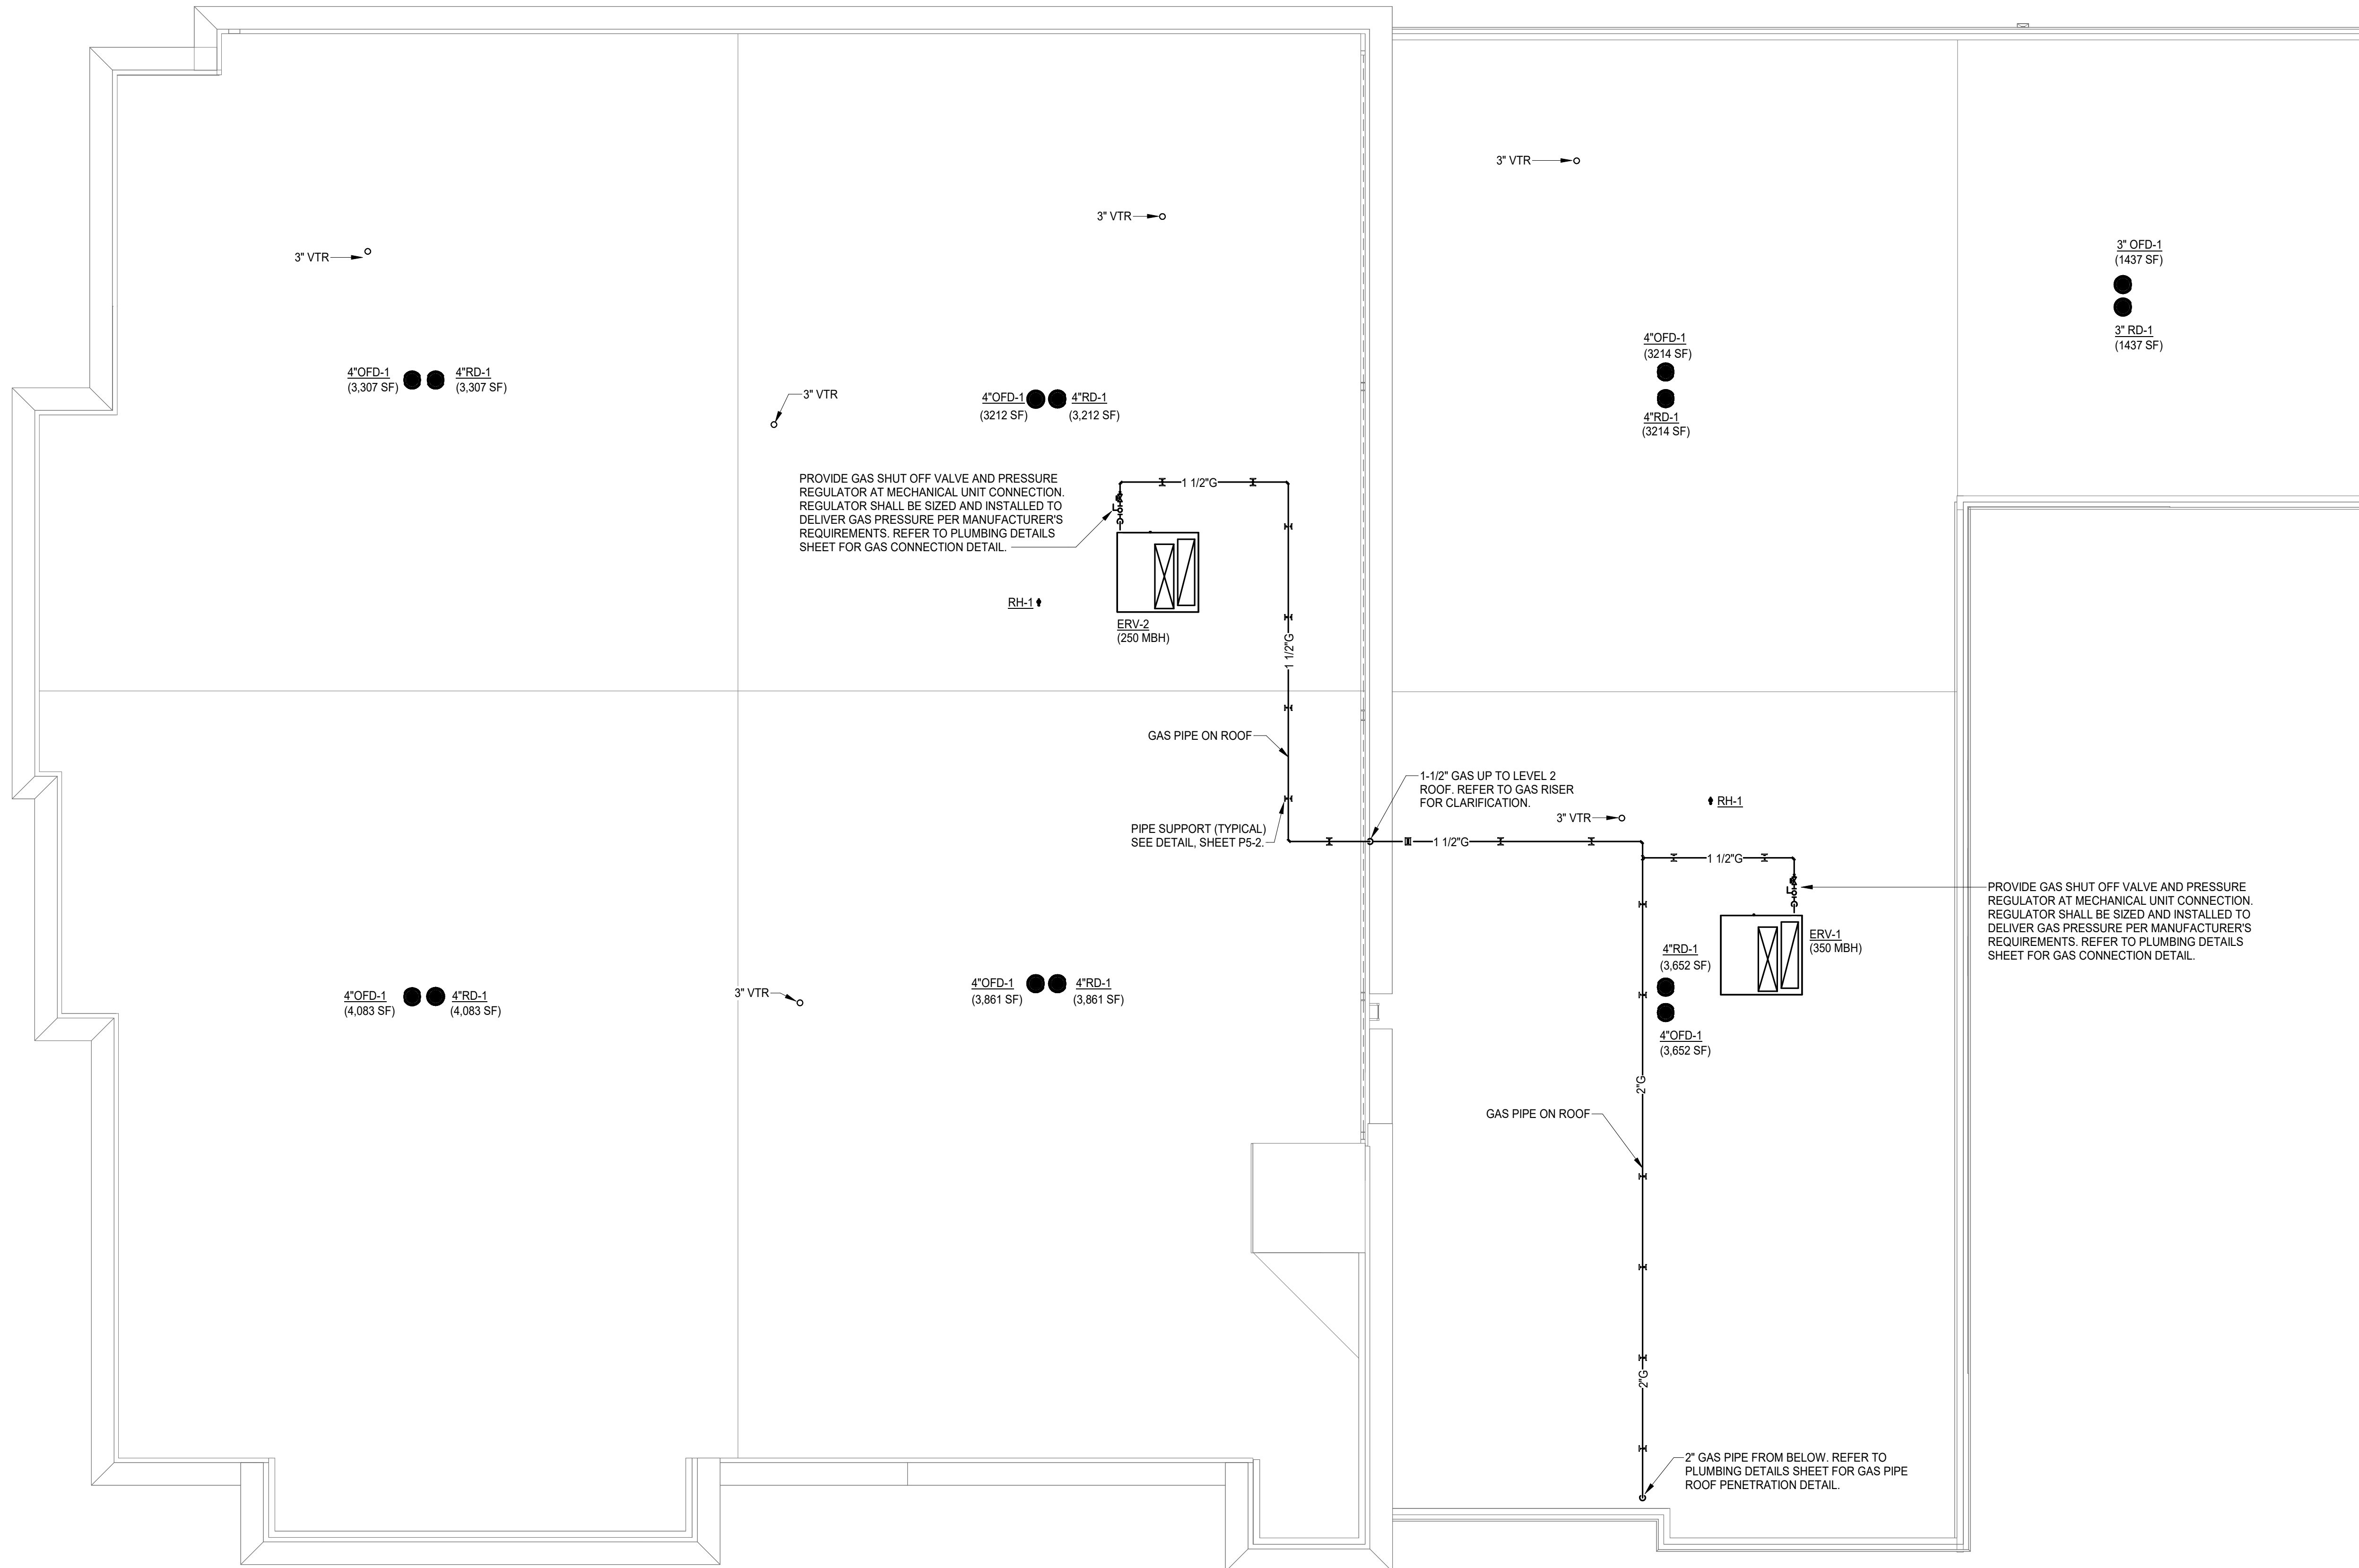 3" VTR
3" VTR
3" OFD-1
(1437 SF)
3" VTR
3" RD-1
(1437 SF)
4"OFD-1
(3214 SF)
4"RD-1
(3214 SF)
4"OFD-1
(3,307 SF)
4"RD-1
(3,307 SF)
3" VTR
4"OFD-1
(3212 SF)
4"RD-1
(3,212 SF)
PROVIDE GAS SHUT OFF VALVE AND PRESSURE
REGULATOR AT MECHANICAL UNIT CONNECTION.
REGULATOR SHALL BE SIZED AND INSTALLED TO
DELIVER GAS PRESSURE PER MANUFACTURER'S
REQUIREMENTS. REFER TO PLUMBING DETAILS
SHEET FOR GAS CONNECTION DETAIL.
1 1/2"G
RH-1
ERV-2
(250 MBH)
1 1/2"G
GAS PIPE ON ROOF
1-1/2" GAS UP TO LEVEL 2
ROOF. REFER TO GAS RISER
FOR CLARIFICATION.
RH-1
3" VTR
PIPE SUPPORT (TYPICAL)
SEE DETAIL, SHEET P5-2.
1 1/2"G
1 1/2"G
PROVIDE GAS SHUT OFF VALVE AND PRESSURE
REGULATOR AT MECHANICAL UNIT CONNECTION.
REGULATOR SHALL BE SIZED AND INSTALLED TO
DELIVER GAS PRESSURE PER MANUFACTURER'S
REQUIREMENTS. REFER TO PLUMBING DETAILS
SHEET FOR GAS CONNECTION DETAIL.
ERV-1
(350 MBH)
4"RD-1
(3,652 SF)
4"OFD-1
(3,652 SF)
4"OFD-1
(4,083 SF)
4"RD-1
(4,083 SF)
3" VTR
4"OFD-1
(3,861 SF)
4"RD-1
(3,861 SF)
2"G
GAS PIPE ON ROOF
2"G
2" GAS PIPE FROM BELOW. REFER TO
PLUMBING DETAILS SHEET FOR GAS PIPE
ROOF PENETRATION DETAIL.